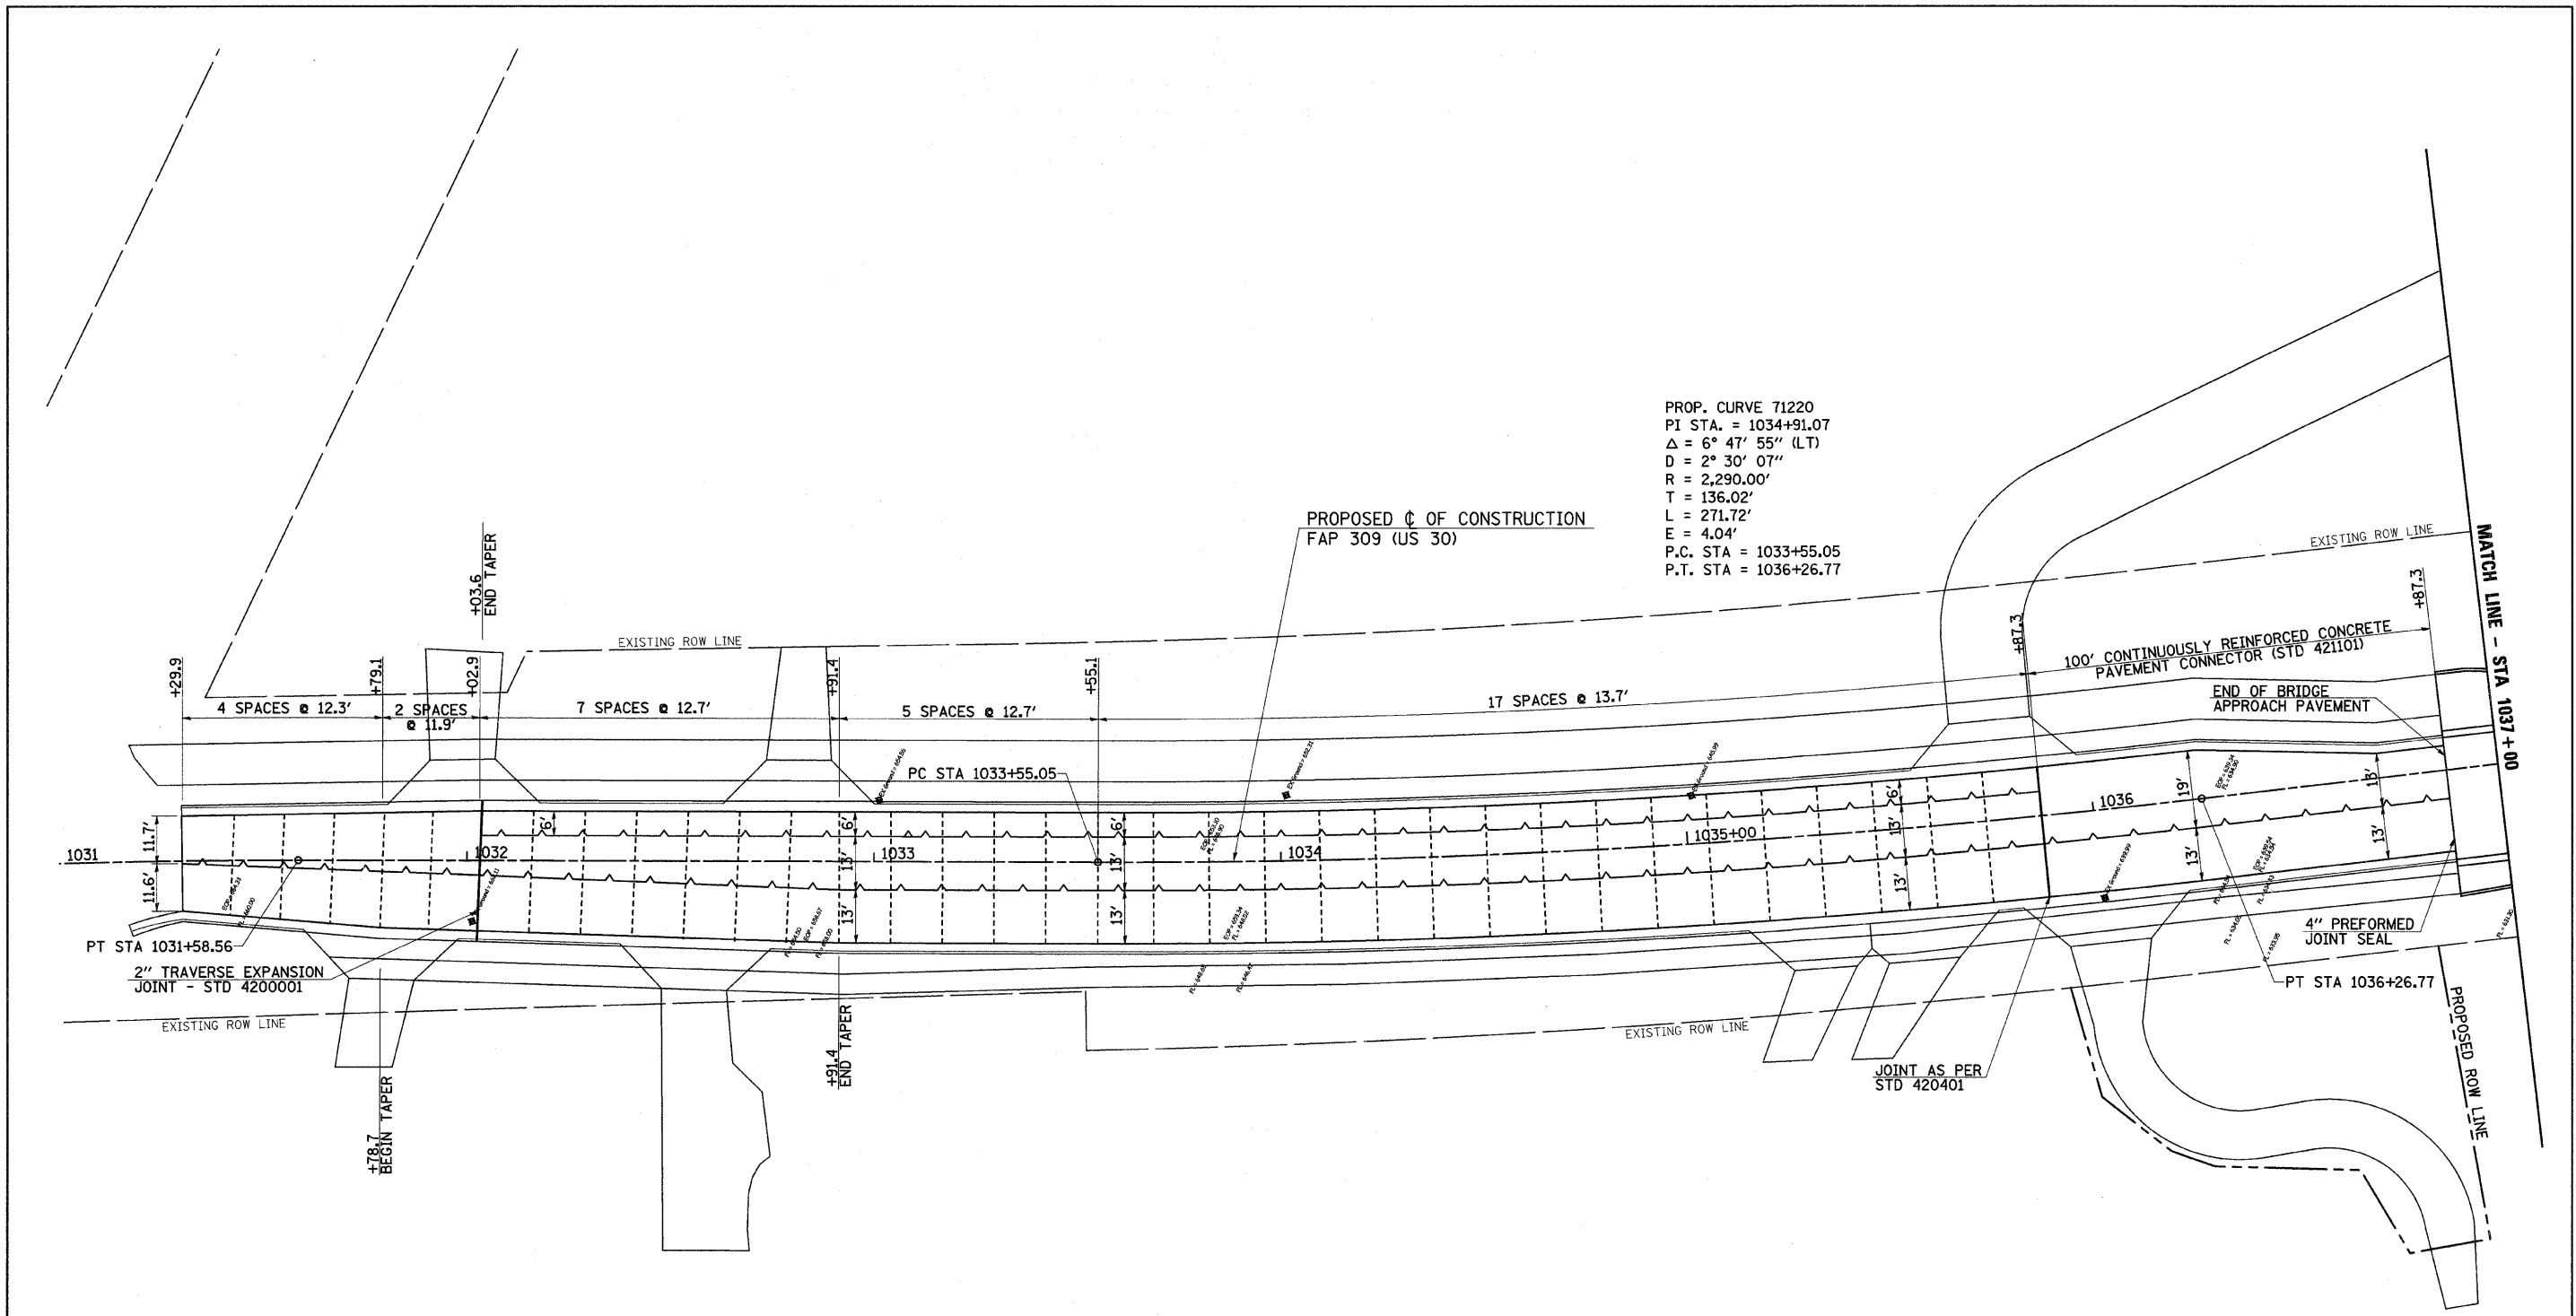 PROP. CURVE 71220
PI STA. = 1034+91.07
Δ = 6° 47' 55" (LT)
D = 2° 30' 07"
R = 2,290.00'
T = 136.02'
L = 271.72'
E = 4.04'
P.C. STA = 1033+55.05
P.T. STA = 1036+26.77
PROPOSED ℄ OF CONSTRUCTION
FAP 309 (US 30)
MATCH LINE - STA 1037+00
EXISTING ROW LINE
+87.3
+87.3
100' CONTINUOUSLY REINFORCED CONCRETE
PAVEMENT CONNECTOR (STD 421101)
END OF BRIDGE
APPROACH PAVEMENT
+03.6
END TAPER
EXISTING ROW LINE
+29.9
+79.1
+02.9
+91.4
+55.1
4 SPACES @ 12.3'
2 SPACES
@ 11.9'
7 SPACES @ 12.7'
5 SPACES @ 12.7'
17 SPACES @ 13.7'
PC STA 1033+55.05
1031
1032
1033
1034
1035+00
1036
11.7'
11.6'
6'
6'
13'
13'
6'
13'
13'
6'
13'
13'
19'
13'
13'
13'
PT STA 1031+58.56
2" TRAVERSE EXPANSION
JOINT - STD 4200001
EXISTING ROW LINE
+78.7
BEGIN TAPER
+91.4
END TAPER
EXISTING ROW LINE
JOINT AS PER
STD 420401
4" PREFORMED
JOINT SEAL
PT STA 1036+26.77
PROPOSED ROW LINE